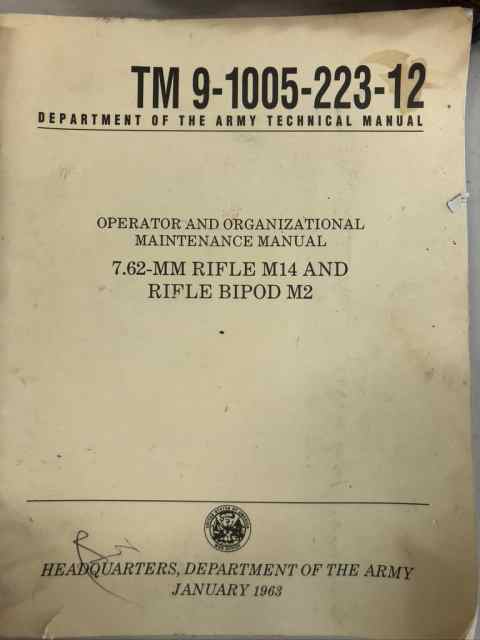 TM 9-1005-223-12
DEPARTMENT OF THE ARMY TECHNICAL MANUAL
OPERATOR AND ORGANIZATIONAL
MAINTENANCE MANUAL
7.62-MM RIFLE M14 AND
RIFLE BIPOD M2
HEADQUARTERS, DEPARTMENT OF THE ARMY
JANUARY 1963